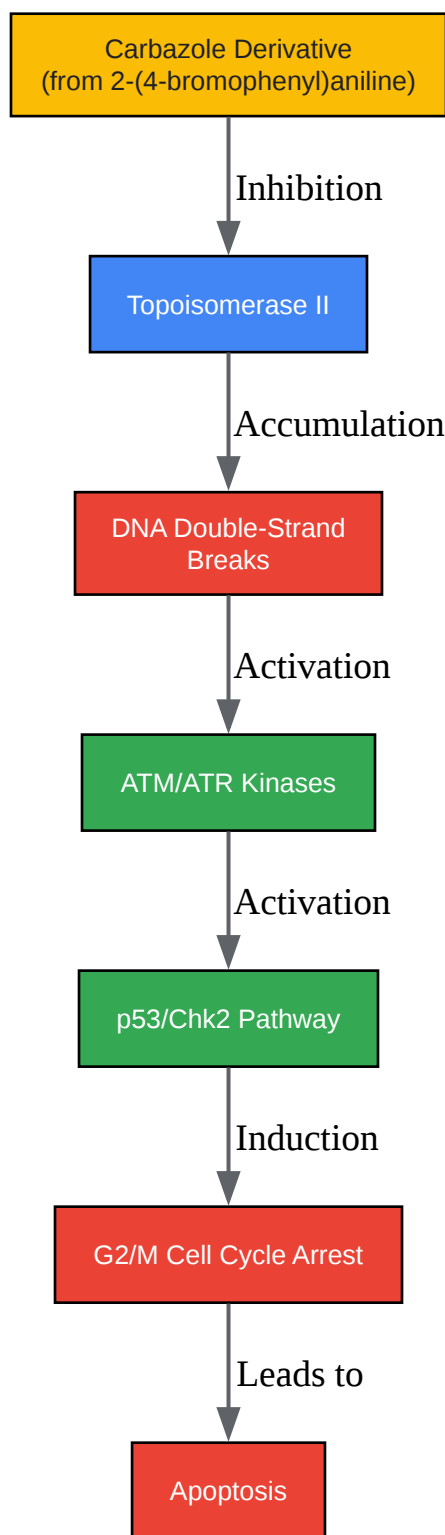 Carbazole Derivative
(from 2-(4-bromophenyl)aniline)
Inhibition
Topoisomerase II
Accumulation
DNA Double-Strand
Breaks
Activation
ATM/ATR Kinases
Activation
p53/Chk2 Pathway
Induction
G2/M Cell Cycle Arrest
Leads to
Apoptosis